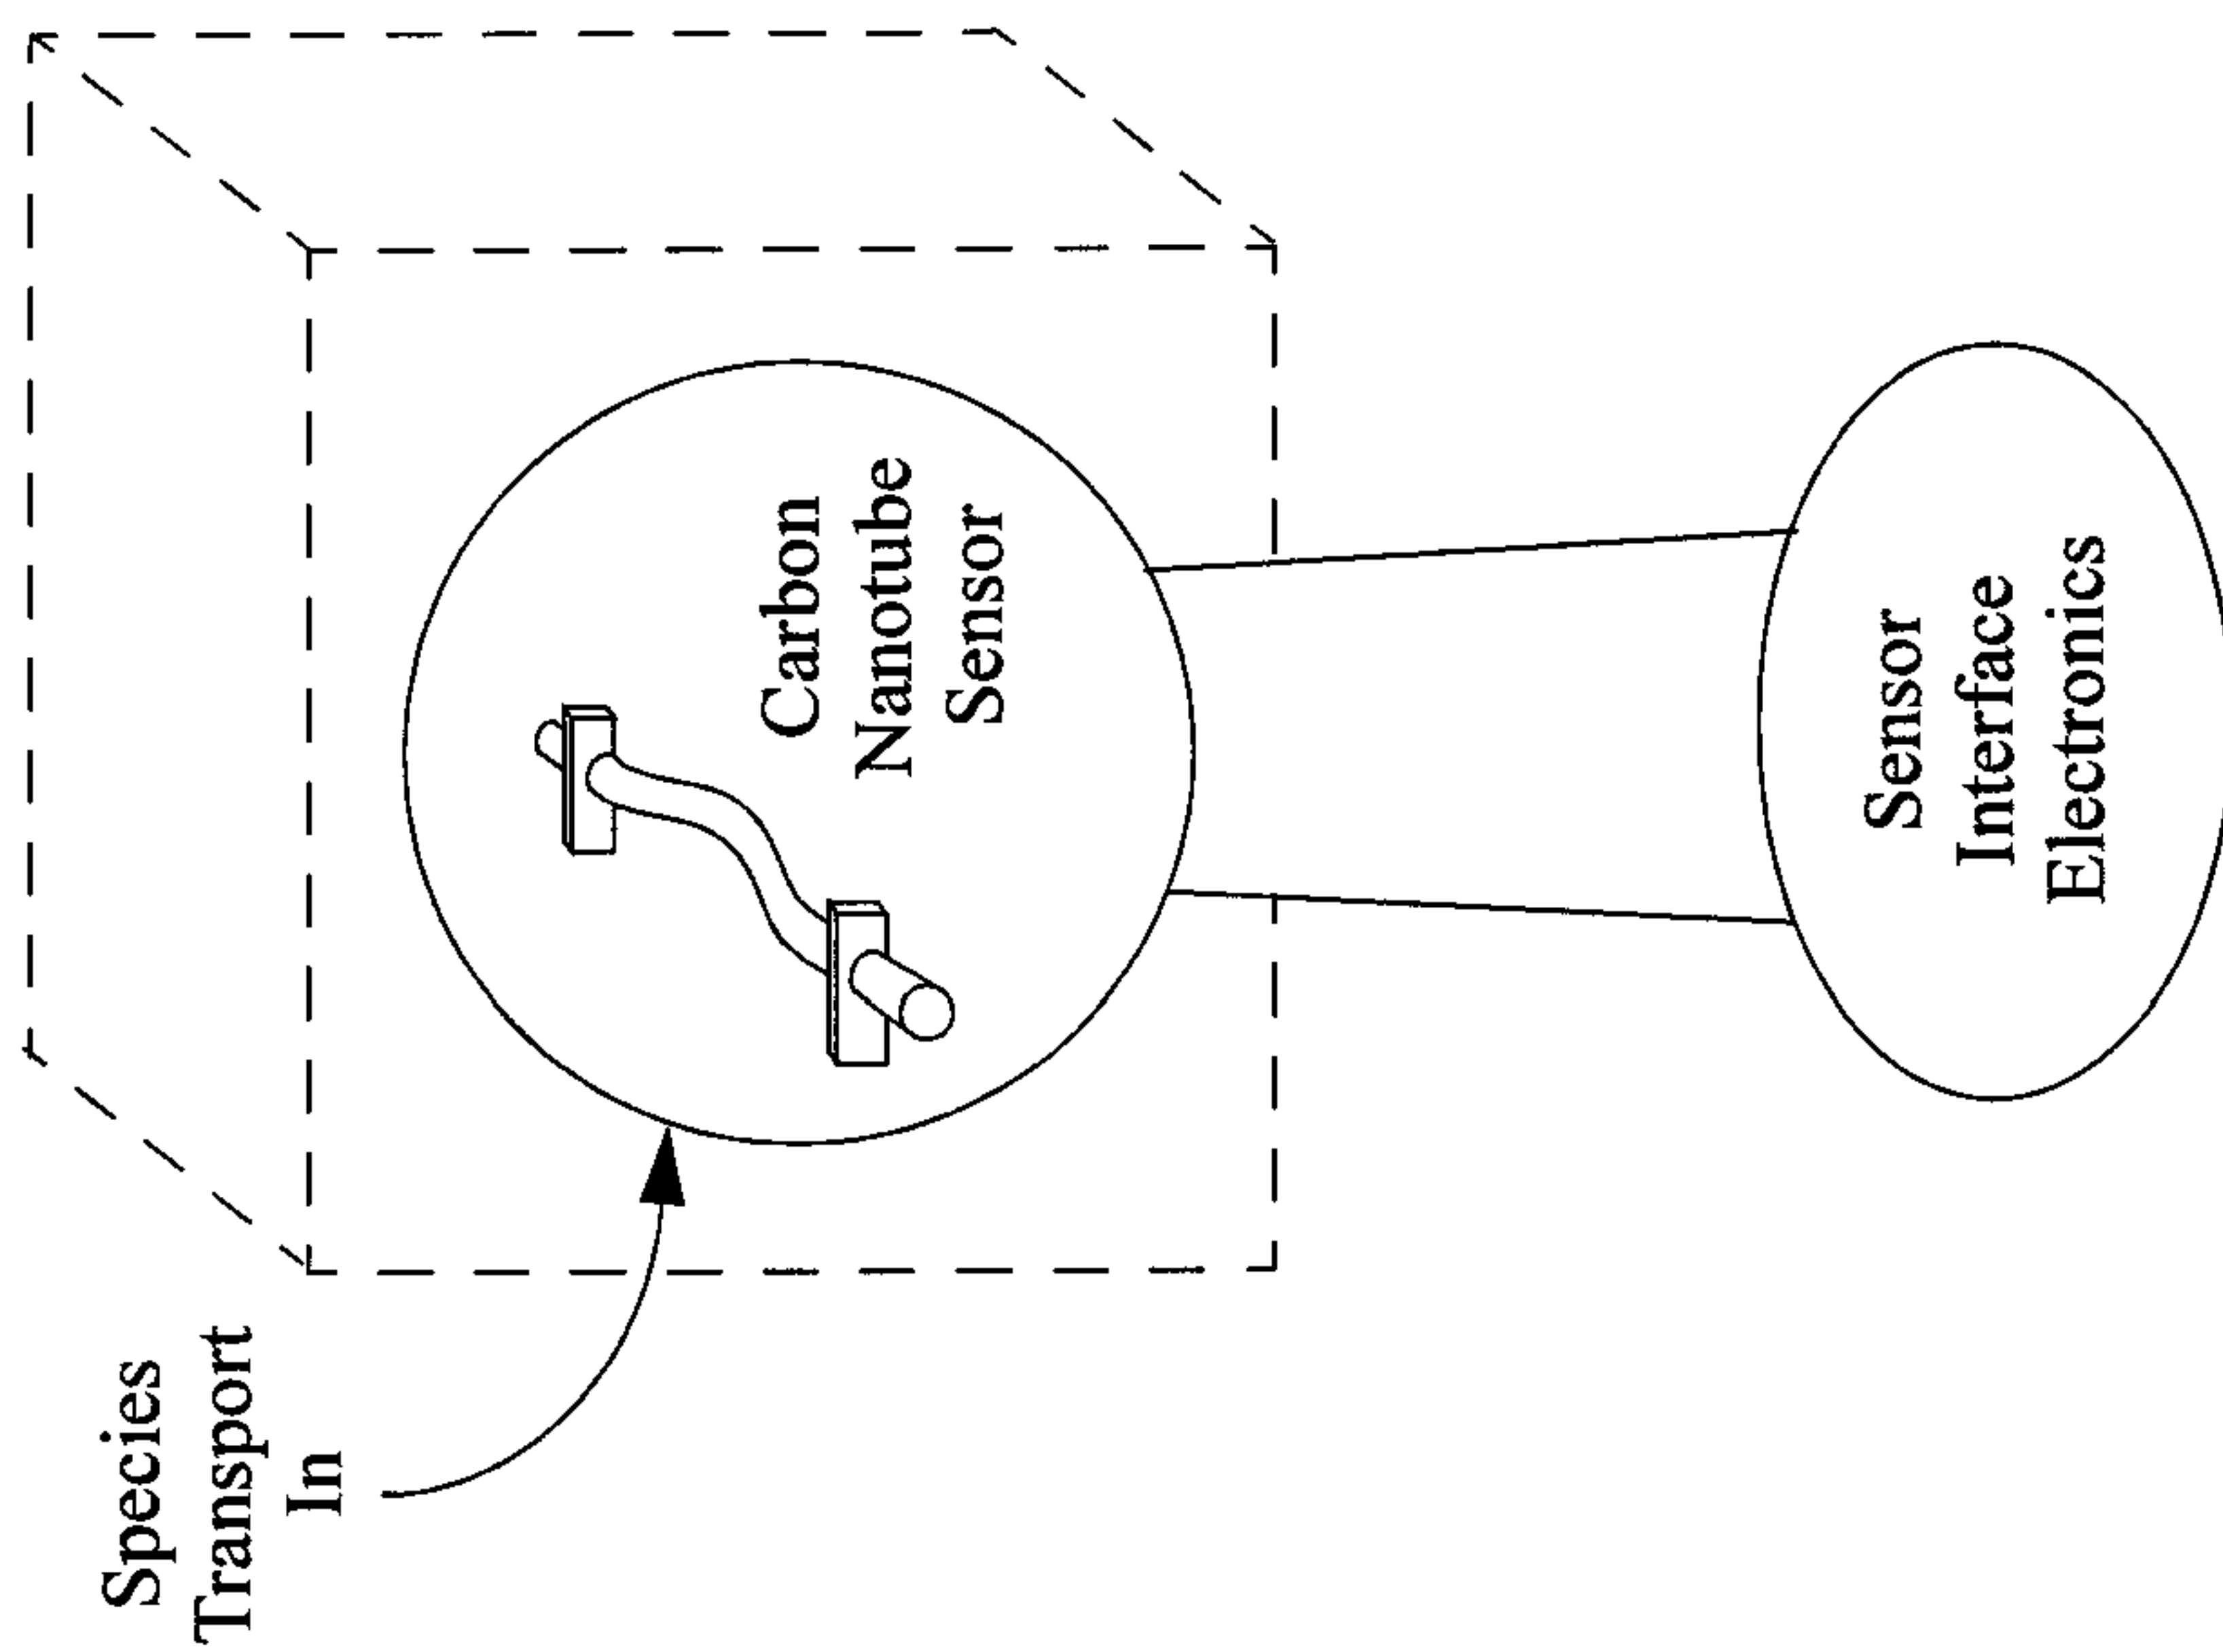 Species
Transport
In
Carbon
Nanotube
Sensor
Sensor
Interface
Electronics